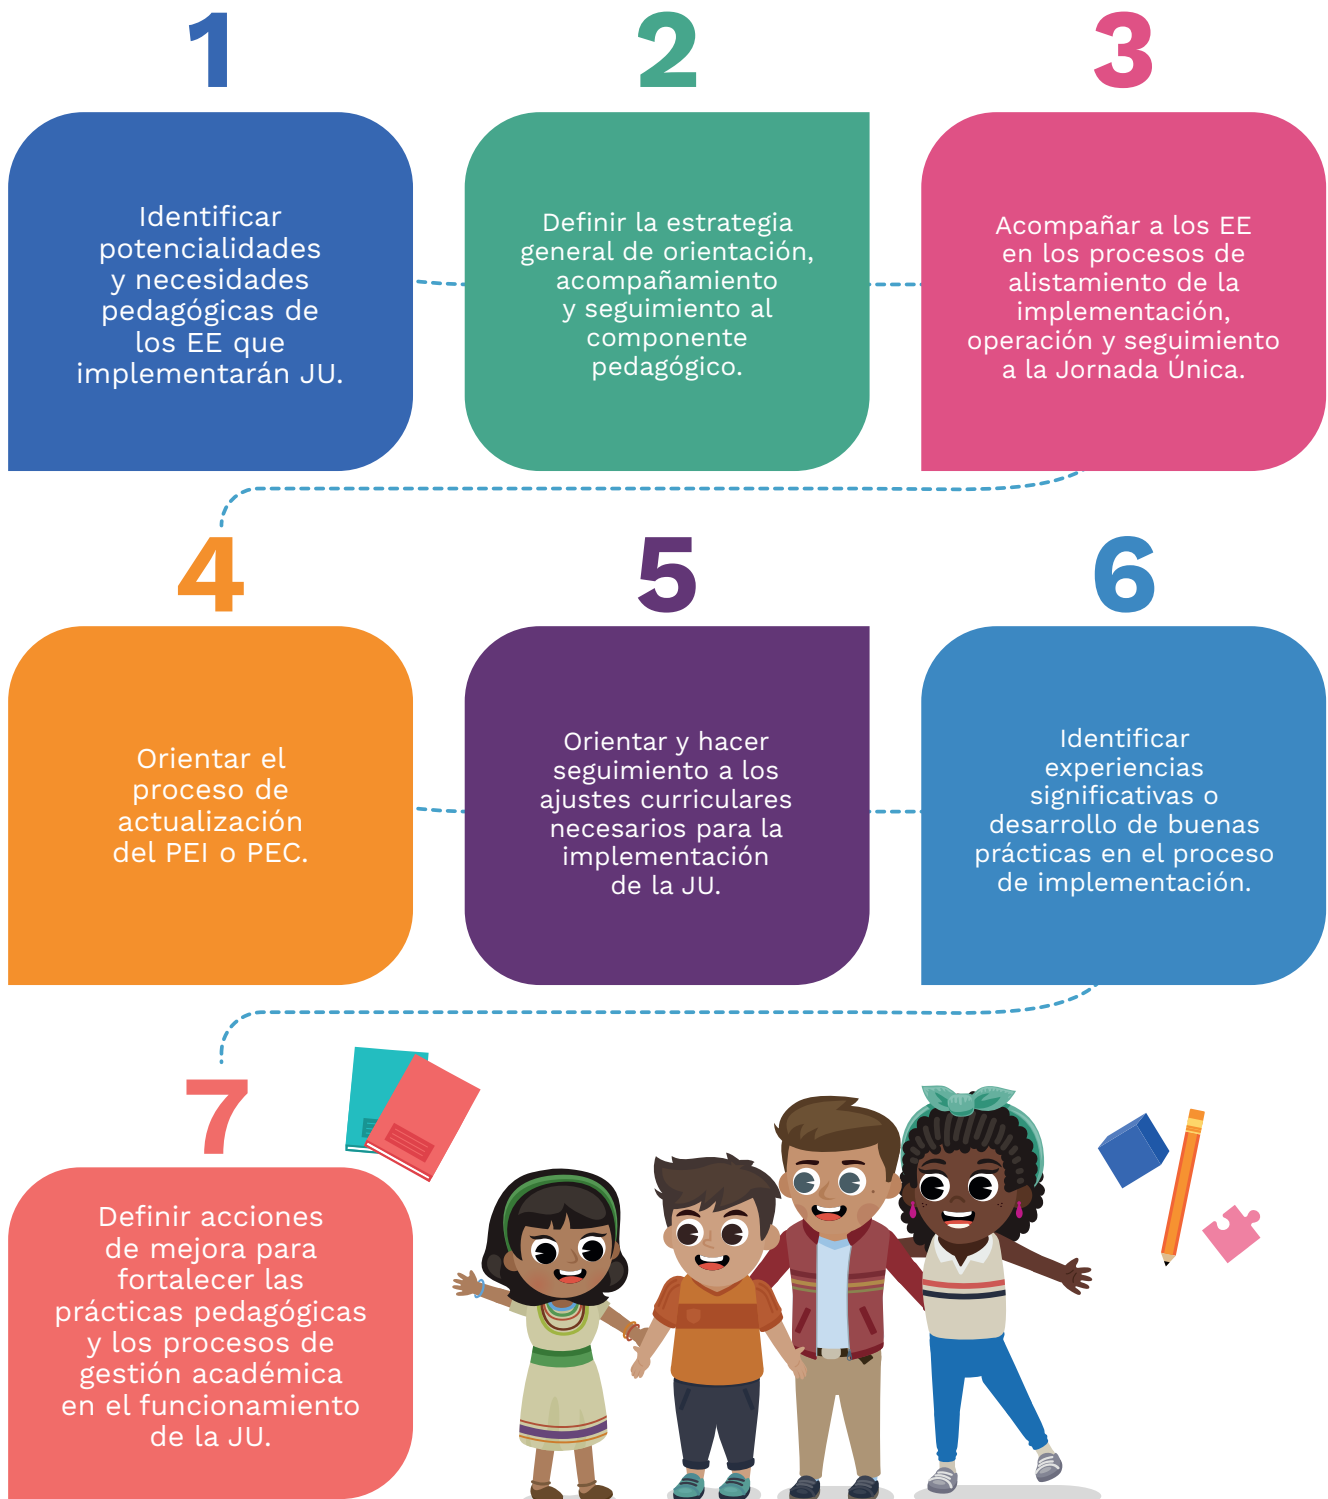 1
Identificar
potencialidades
y necesidades
pedagógicas de
los EE que
implementarán JU.
2
Definir la estrategia
general de orientación,
acompañamiento
y seguimiento al
componente
pedagógico.
3
Acompañar a los EE
en los procesos de
alistamiento de la
implementación,
operación y seguimiento
a la Jornada Única.
4
Orientar el
proceso de
actualización
del PEI o PEC.
5
Orientar y hacer
seguimiento a los
ajustes curriculares
necesarios para la
implementación
de la JU.
6
Identificar
experiencias
significativas o
desarrollo de buenas
prácticas en el proceso
de implementación.
7
Definir acciones
de mejora para
fortalecer las
prácticas pedagógicas
y los procesos de
gestión académica
en el funcionamiento
de la JU.